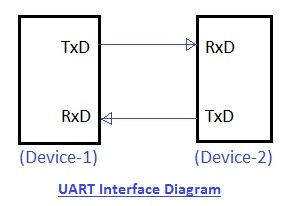 TxD RxD
RxD TxD
(Device-1) (Device-2)
UART Interface Diagram